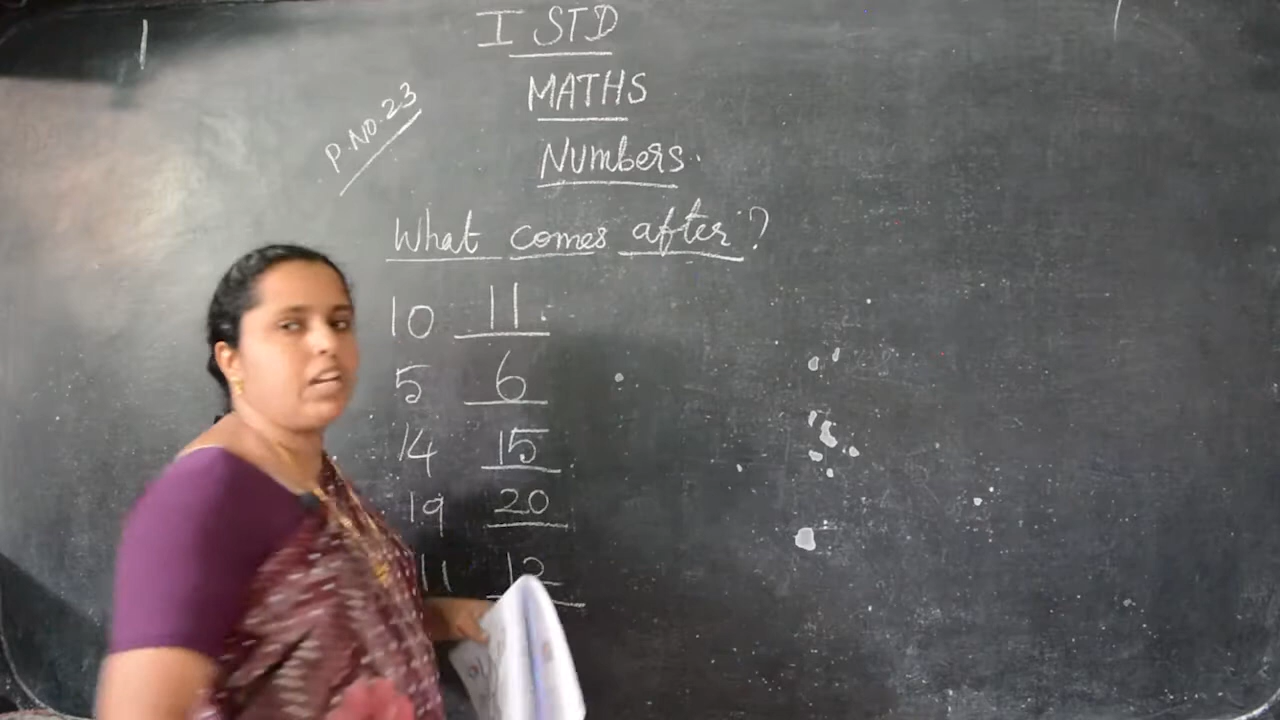 I STD
MATHS
P.NO.23
Numbers.
What comes after?
10 11
5 6
14 15
19 20
11 12